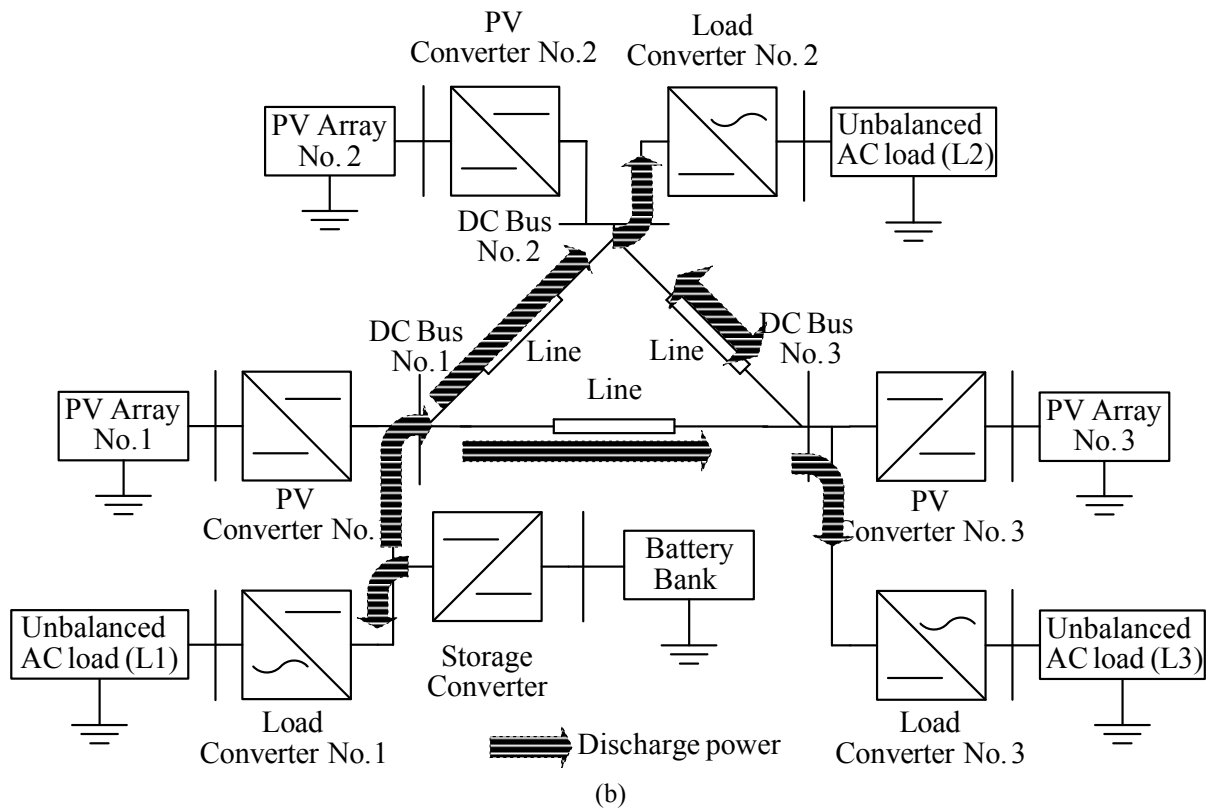 PV
Converter No.2
Load
Converter No. 2
PV Array
No. 2
Unbalanced
AC load (L2)
DC Bus
No. 2
DC Bus
No.1
Line
Line
DC Bus
No.3
Line
PV Array
No.1
PV Array
No.3
PV
Converter No.
PV
Converter No.3
Battery
Bank
Unbalanced
AC load (L1)
Storage
Converter
Unbalanced
AC load (L3)
Load
Converter No.1
Load
Converter No.3
Discharge power
(b)